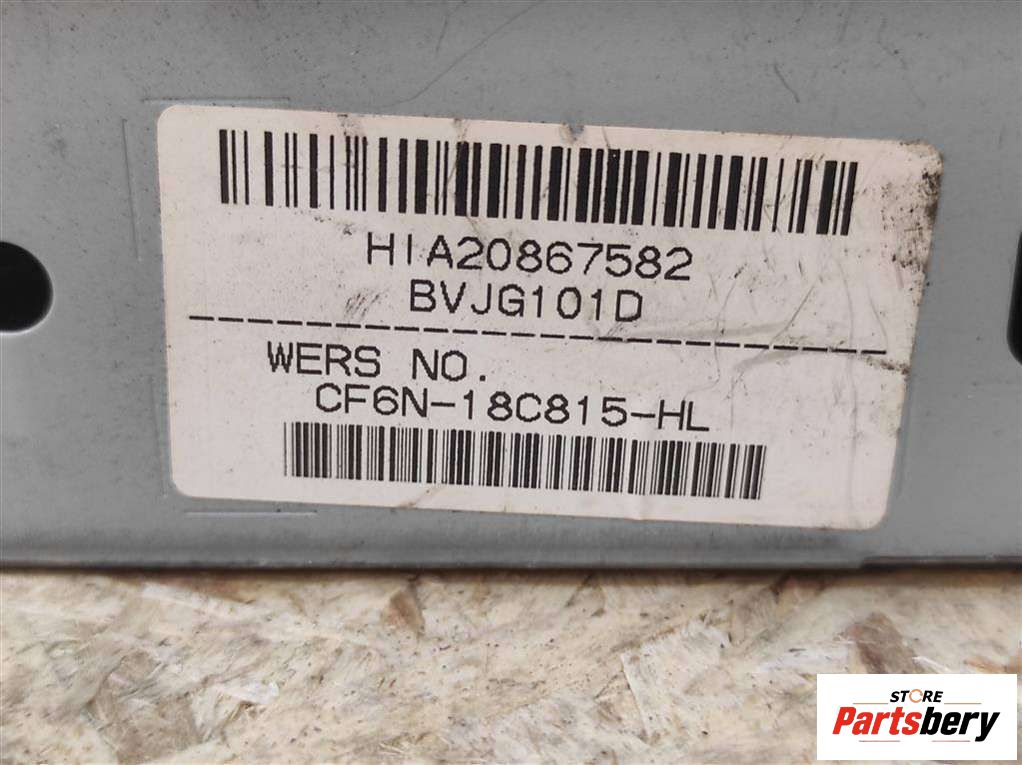 HIA20867582
BVJG101D
WERS NO.
CF6N-18C815-HL
STORE
Partsbery